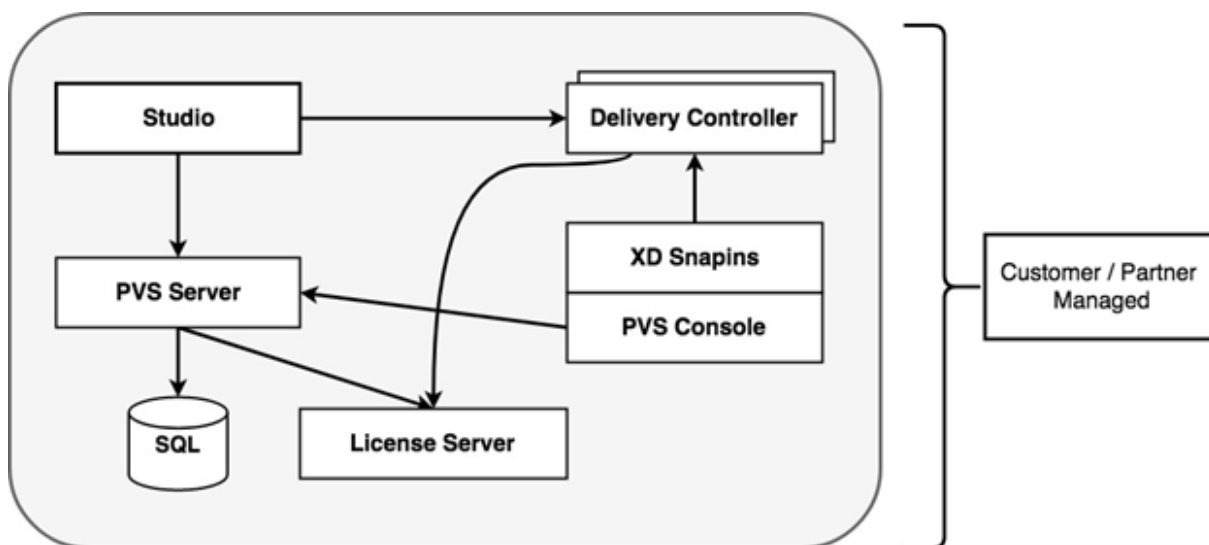 Studio
Delivery Controller
XD Snapins
PVS Server
PVS Console
Customer / Partner
Managed
SQL
License Server